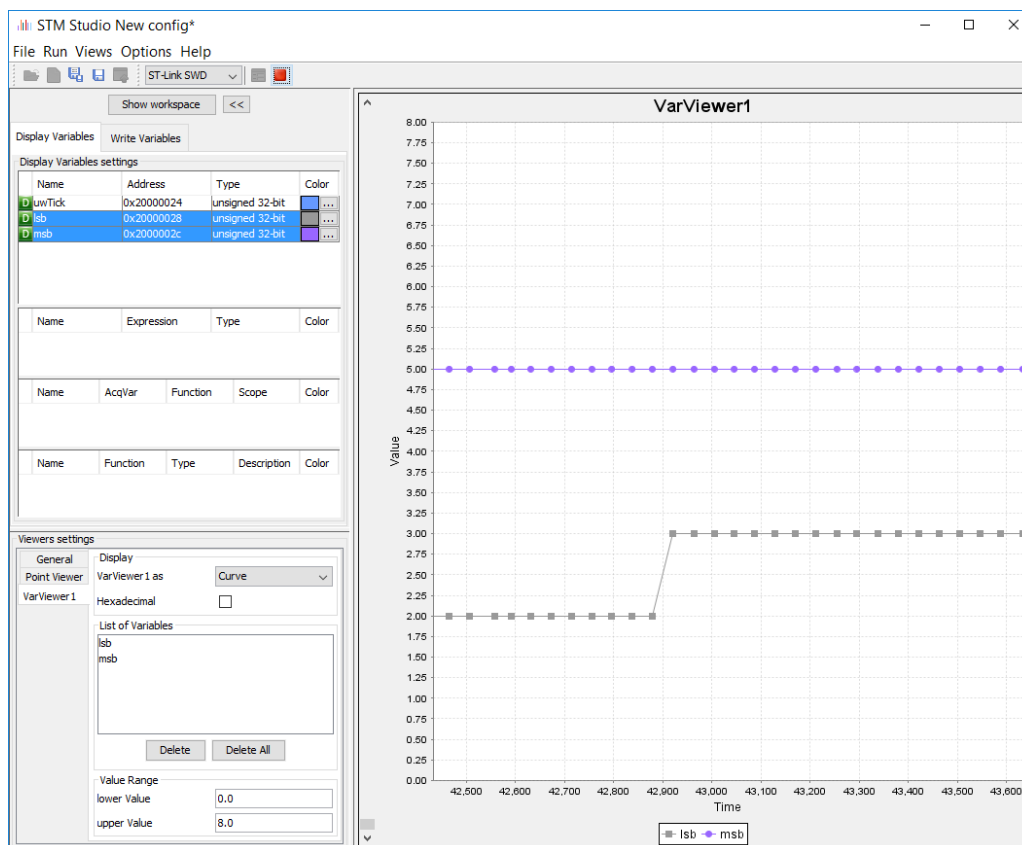 STM Studio New config*
File Run Views Options Help
ST-Link SWD
Show workspace <<
Display Variables Write Variables
Display Variables settings
Name Address Type Color
D uwTick 0x20000024 unsigned 32-bit ...
D lsb 0x20000028 unsigned 32-bit ...
D msb 0x2000002c unsigned 32-bit ...
Name Expression Type Color
Name AcqVar Function Scope Color
Name Function Type Description Color
Viewers settings
General
Point Viewer
VarViewer1
Display
VarViewer1 as Curve
Hexadecimal
List of Variables
lsb
msb
Delete Delete All
Value Range
lower Value 0.0
upper Value 8.0
VarViewer1
8.00
7.75
7.50
7.25
7.00
6.75
6.50
6.25
6.00
5.75
5.50
5.25
5.00
4.75
4.50
4.25
4.00
3.75
3.50
3.25
3.00
2.75
2.50
2.25
2.00
1.75
1.50
1.25
1.00
0.75
0.50
0.25
0.00
Value
42,500 42,600 42,700 42,800 42,900 43,000 43,100 43,200 43,300 43,400 43,500 43,600
Time
lsb msb